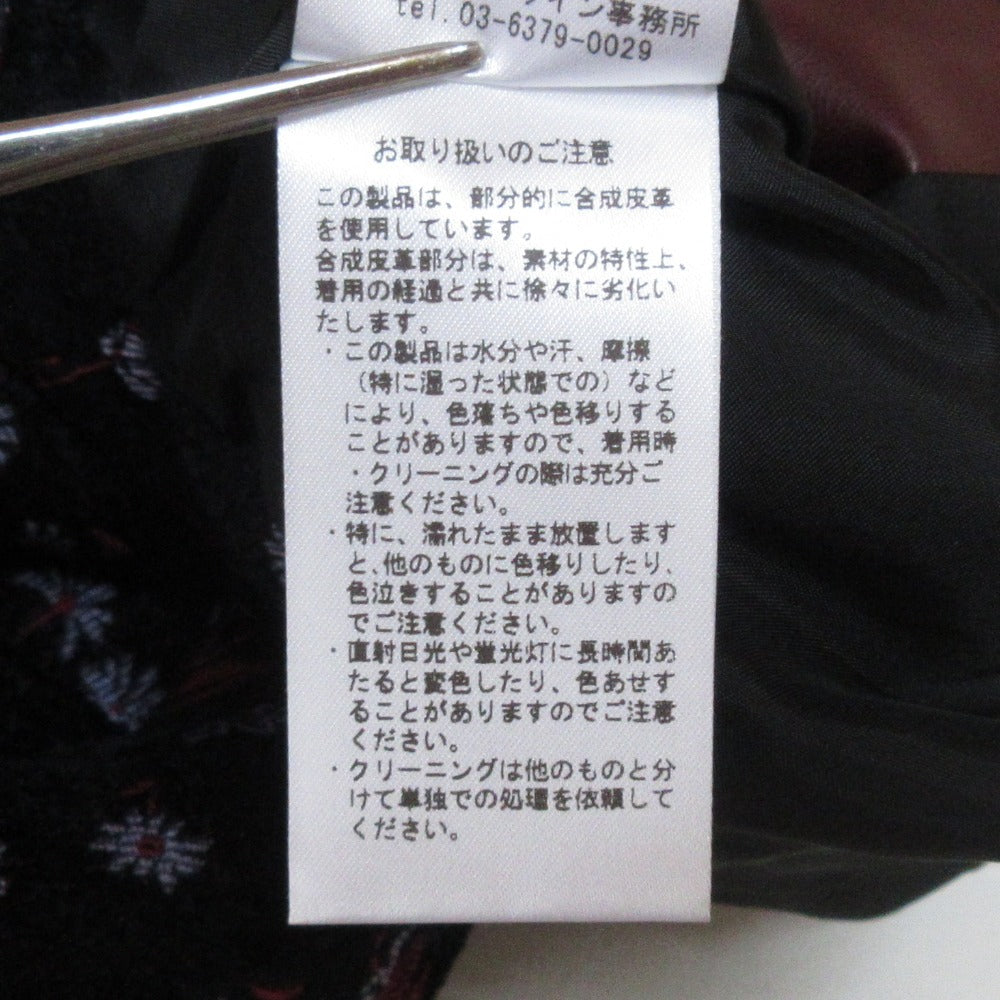 イン事務所
tel. 03-6379-0029
お取り扱いのご注意
この製品は、部分的に合成皮革
を使用しています。
合成皮革部分は、素材の特性上、
着用の経過と共に徐々に劣化い
たします。
・この製品は水分や汗、摩擦
（特に湿った状態での）など
により、色落ちや色移りする
ことがありますので、着用時
・クリーニングの際は充分ご
注意ください。
・特に、濡れたまま放置します
と、他のものに色移りしたり、
色泣きすることがありますの
でご注意ください。
・直射日光や蛍光灯に長時間あ
たると変色したり、色あせす
ることがありますのでご注意
ください。
・クリーニングは他のものと分
けて単独での処理を依頼して
ください。